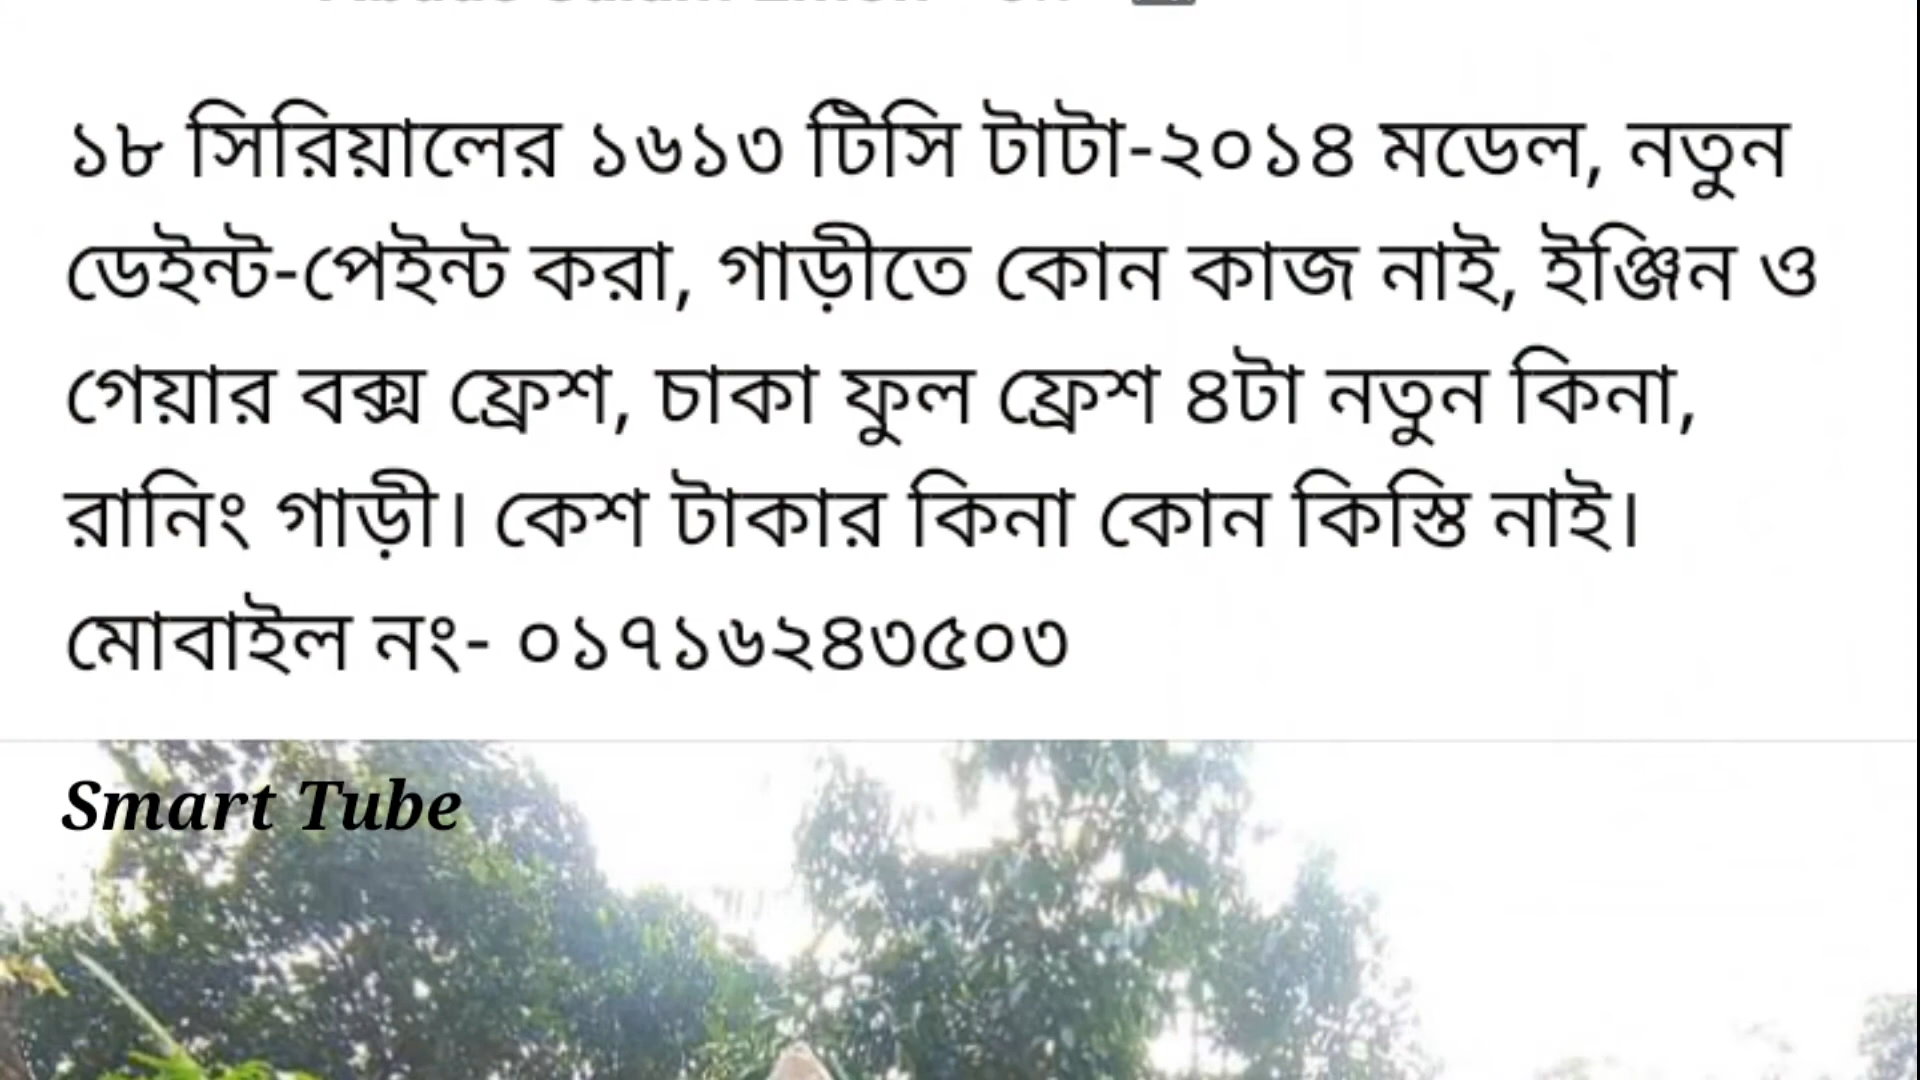 ১৮ সিরিয়ালের ১৬১৩ টিসি টাটা-২০১৪ মডেল, নতুন
ডেইন্ট-পেইন্ট করা, গাড়ীতে কোন কাজ নাই, ইঞ্জিন ও
গেয়ার বক্স ফ্রেশ, চাকা ফুল ফ্রেশ ৪টা নতুন কিনা,
রানিং গাড়ী। কেশ টাকার কিনা কোন কিস্তি নাই।
মোবাইল নং- ০১৭১৬২৪৩৫০৩
Smart Tube